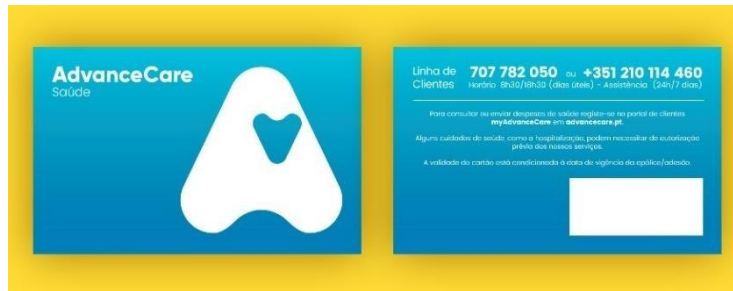 AdvanceCare
Saúde
Linha de Clientes
707 782 050 ou +351 210 114 460
Horário 8h30/18h30 (dias úteis) - Assistência (24h/7 dias)
Para consultar ou enviar despesas de saúde registe-se no portal de clientes
myAdvanceCare em advancecare.pt.
Alguns cuidados de saúde, como a hospitalização, podem necessitar de autorização
prévia dos nossos serviços.
A validade do cartão está condicionada à data de vigência da apólice/adesão.